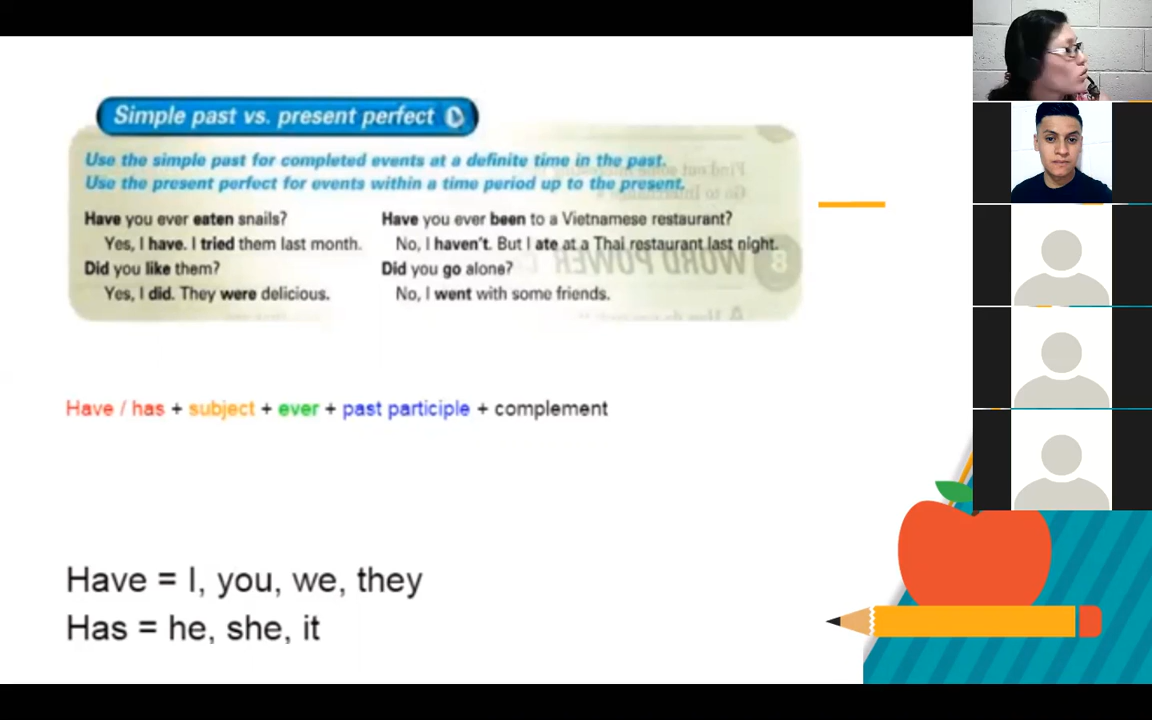 Simple past vs. present perfect
Use the simple past for completed events at a definite time in the past.
Use the present perfect for events within a time period up to the present.
Have you ever eaten snails?
Yes, I have. I tried them last month.
Did you like them?
Yes, I did. They were delicious.
Have you ever been to a Vietnamese restaurant?
No, I haven't. But I ate at a Thai restaurant last night.
Did you go alone?
No, I went with some friends.
8 WORD POWER
Have / has + subject + ever + past participle + complement
Have = I, you, we, they
Has = he, she, it